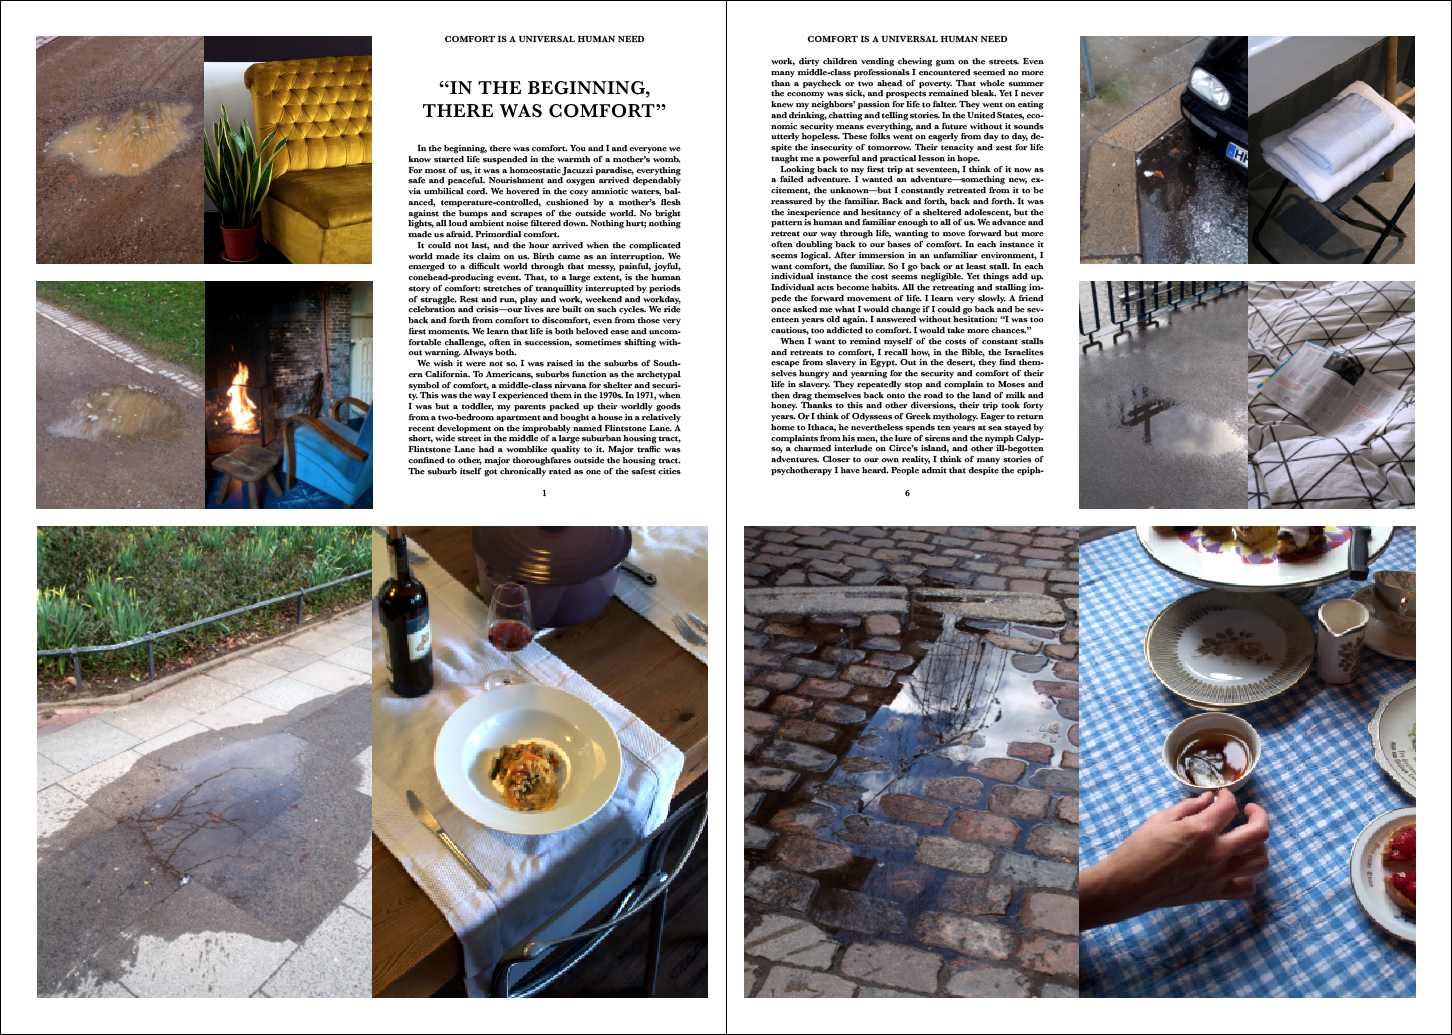 COMFORT IS A UNIVERSAL HUMAN NEED
“IN THE BEGINNING,
THERE WAS COMFORT”
In the beginning, there was comfort. You and I and everyone we
know started life suspended in the warmth of a mother’s womb.
For most of us, it was a homeostatic Jacuzzi paradise, everything
safe and peaceful. Nourishment and oxygen arrived dependably
via umbilical cord. We hovered in the cozy amniotic waters, bal-
anced, temperature-controlled, cushioned by a mother’s flesh
against the bumps and scrapes of the outside world. No bright
lights, all loud ambient noise filtered down. Nothing hurt; nothing
made us afraid. Primordial comfort.
It could not last, and the hour arrived when the complicated
world made its claim on us. Birth came as an interruption. We
emerged to a difficult world through that messy, painful, joyful,
conehead-producing event. That, to a large extent, is the human
story of comfort: stretches of tranquillity interrupted by periods
of struggle. Rest and run, play and work, weekend and workday,
celebration and crisis—our lives are built on such cycles. We ride
back and forth from comfort to discomfort, even from those very
first moments. We learn that life is both beloved ease and uncom-
fortable challenge, often in succession, sometimes shifting with-
out warning. Always both.
We wish it were not so. I was raised in the suburbs of South-
ern California. To Americans, suburbs function as the archetypal
symbol of comfort, a middle-class nirvana for shelter and securi-
ty. This was the way I experienced them in the 1970s. In 1971, when
I was but a toddler, my parents packed up their worldly goods
from a two-bedroom apartment and bought a house in a relatively
recent development on the improbably named Flintstone Lane. A
short, wide street in the middle of a large suburban housing tract,
Flintstone Lane had a womblike quality to it. Major traffic was
confined to other, major thoroughfares outside the housing tract.
The suburb itself got chronically rated as one of the safest cities
1
COMFORT IS A UNIVERSAL HUMAN NEED
work, dirty children vending chewing gum on the streets. Even
many middle-class professionals I encountered seemed no more
than a paycheck or two ahead of poverty. That whole summer
the economy was sick, and prospects remained bleak. Yet I never
knew my neighbors’ passion for life to falter. They went on eating
and drinking, chatting and telling stories. In the United States, eco-
nomic security means everything, and a future without it sounds
utterly hopeless. These folks went on eagerly from day to day, de-
spite the insecurity of tomorrow. Their tenacity and zest for life
taught me a powerful and practical lesson in hope.
Looking back to my first trip at seventeen, I think of it now as
a failed adventure. I wanted an adventure—something new, ex-
citement, the unknown—but I constantly retreated from it to be
reassured by the familiar. Back and forth, back and forth. It was
the inexperience and hesitancy of a sheltered adolescent, but the
pattern is human and familiar enough to all of us. We advance and
retreat our way through life, wanting to move forward but more
often doubling back to our bases of comfort. In each instance it
seems logical. After immersion in an unfamiliar environment, I
want comfort, the familiar. So I go back or at least stall. In each
individual instance the cost seems negligible. Yet things add up.
Individual acts become habits. All the retreating and stalling im-
pede the forward movement of life. I learn very slowly. A friend
once asked me what I would change if I could go back and be sev-
enteen years old again. I answered without hesitation: “I was too
cautious, too addicted to comfort. I would take more chances.”
When I want to remind myself of the costs of constant stalls
and retreats to comfort, I recall how, in the Bible, the Israelites
escape from slavery in Egypt. Out in the desert, they find them-
selves hungry and yearning for the security and comfort of their
life in slavery. They repeatedly stop and complain to Moses and
then drag themselves back onto the road to the land of milk and
honey. Thanks to this and other diversions, their trip took forty
years. Or I think of Odysseus of Greek mythology. Eager to return
home to Ithaca, he nevertheless spends ten years at sea stayed by
complaints from his men, the lure of sirens and the nymph Calyp-
so, a charmed interlude on Circe’s island, and other ill-begotten
adventures. Closer to our own reality, I think of many stories of
psychotherapy I have heard. People admit that despite the epiph-
6